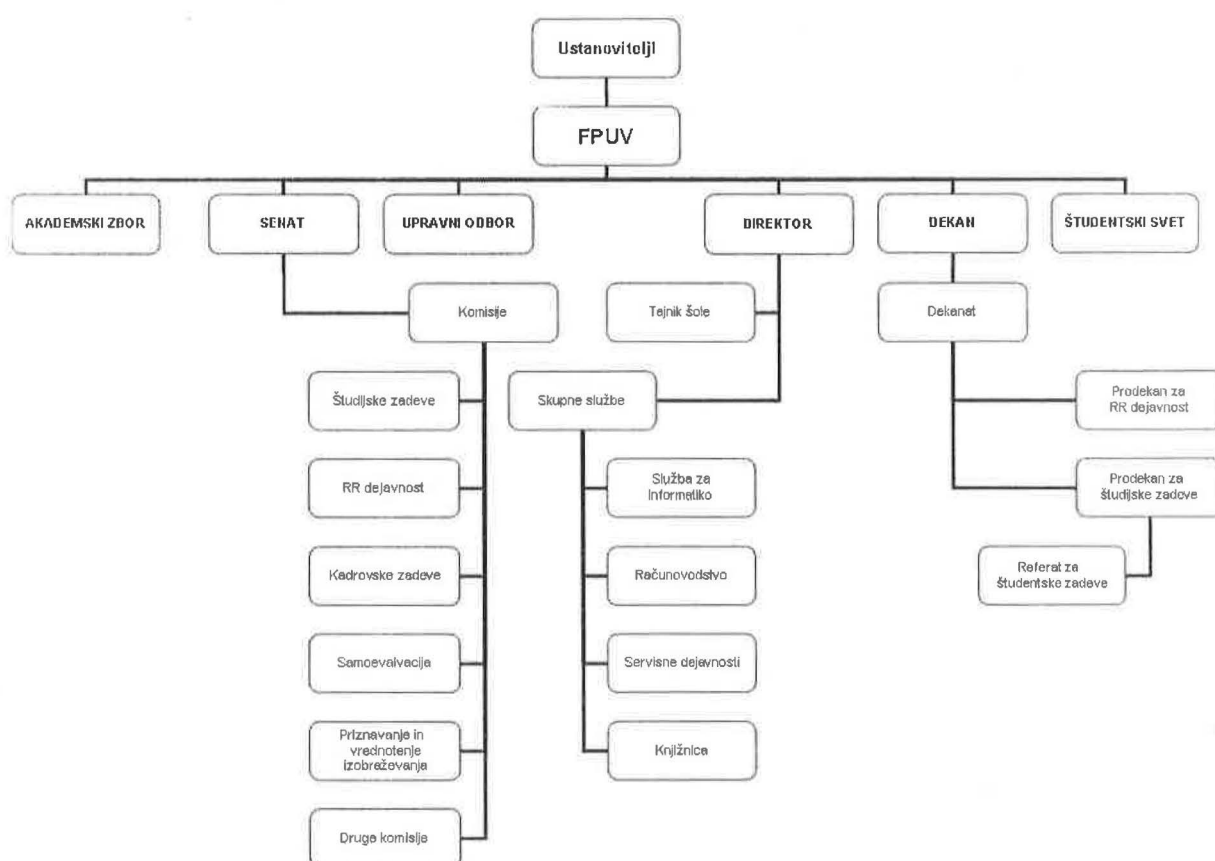 Ustanovitelji
FPUV
AKADEMSKI ZBOR
SENAT
UPRAVNI ODBOR
DIREKTOR
DEKAN
ŠTUDENTSKI SVET
Komisije
Tajnik šole
Dekanat
Študijske zadeve
Skupne službe
Prodekan za
RR dejavnost
RR dejavnost
Služba za
informatiko
Prodekan za
študijske zadeve
Kadrovske zadeve
Računovodstvo
Referat za
študentske zadeve
Samoevalvacija
Servisne dejavnosti
Priznavanje in
vrednotenje
izobraževanja
Knjižnica
Druge komisije